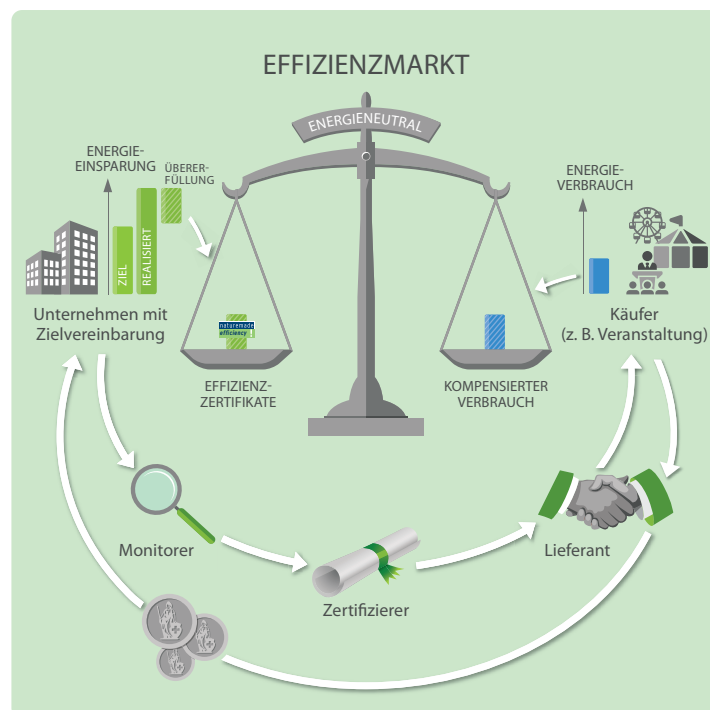 EFFIZIENZMARKT
ENERGIENEUTRAL
ENERGIE-
EINSPARUNG
ÜBERER-
FÜLLUNG
ZIEL
REALISIERT
ENERGIE-
VERBRAUCH
Unternehmen mit
Zielvereinbarung
naturemade
efficiency!
EFFIZIENZ-
ZERTIFIKATE
KOMPENSIERTER
VERBRAUCH
Käufer
(z. B. Veranstaltung)
Monitorer
Zertifizierer
Lieferant